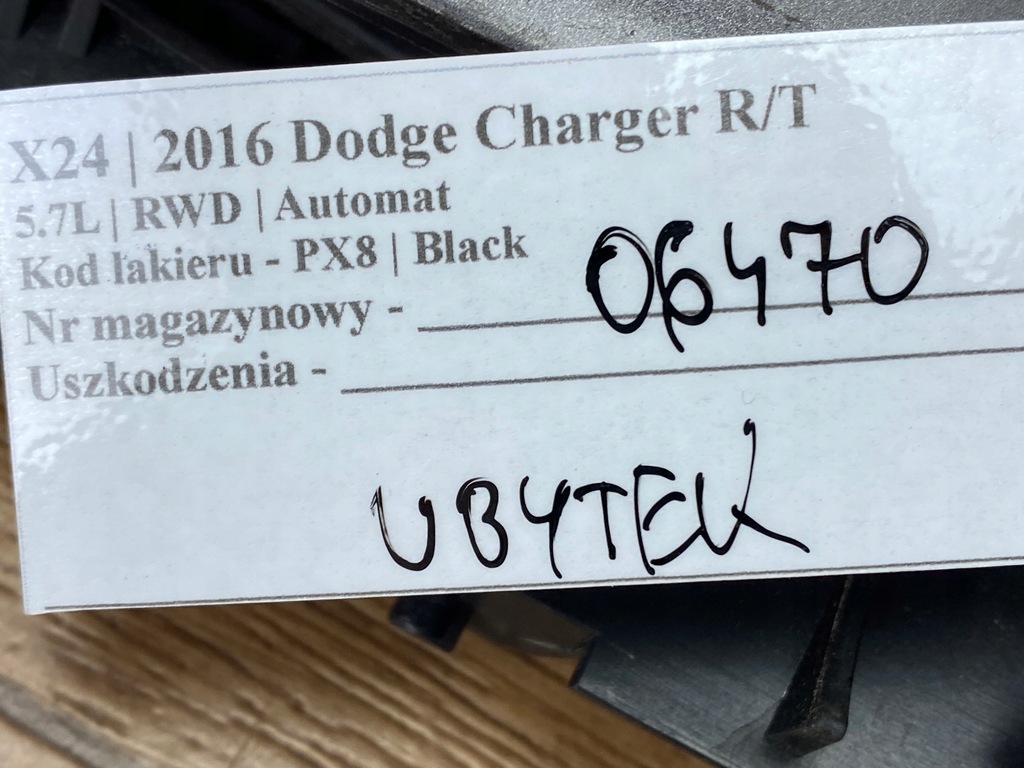 X24 | 2016 Dodge Charger R/T
5.7L | RWD | Automat
Kod lakieru - PX8 | Black
Nr magazynowy - 06470
Uszkodzenia -
UBYTEK